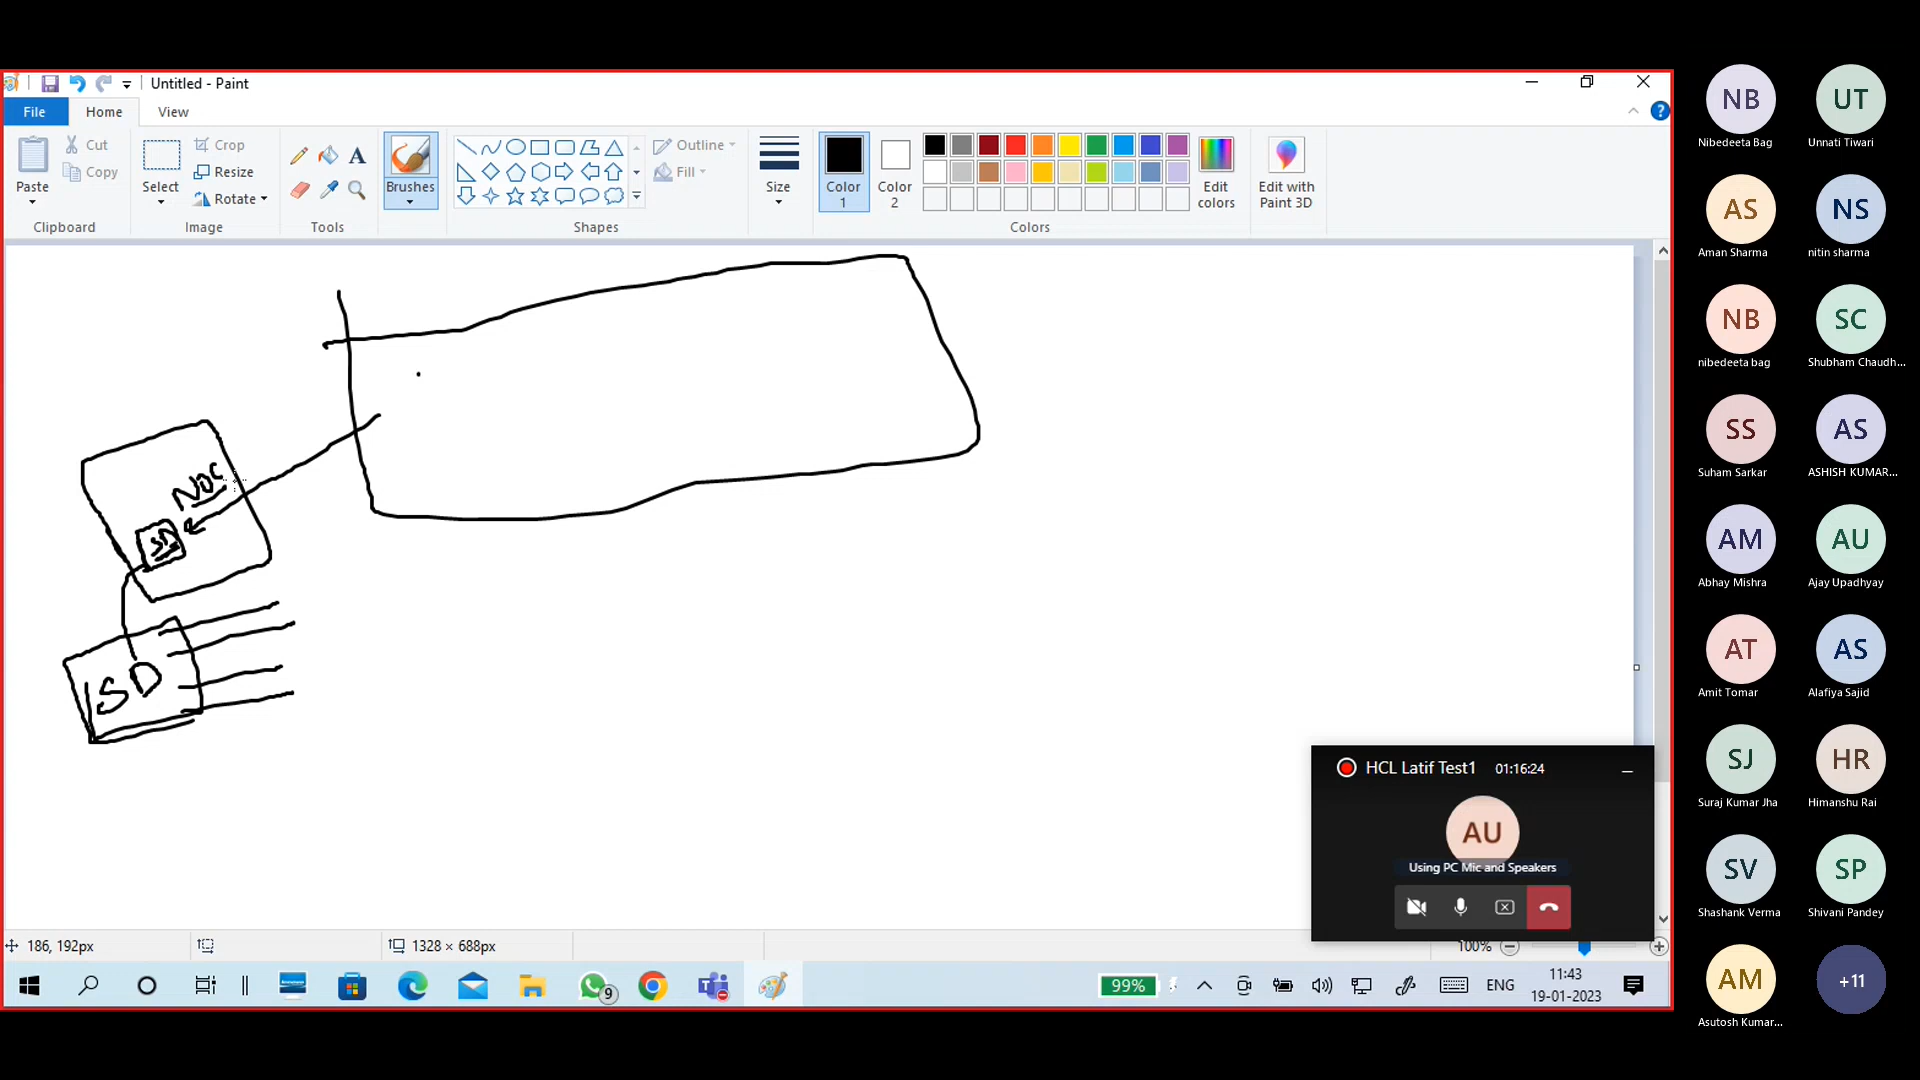 Untitled - Paint
File Home View
Paste
Cut
Copy
Clipboard
Select
Crop
Resize
Rotate
Image
A
Tools
Brushes
Shapes
Outline
Fill
Size
Color 1
Color 2
Edit colors
Colors
Edit with Paint 3D
NOC
SD
SD
HCL Latif Test1 01:16:24
AU
Using PC Mic and Speakers
186, 192px
1328 × 688px
100%
9
99%
ENG
11:43
19-01-2023
NB UT
Nibedeeta Bag Unnati Tiwari
AS NS
Aman Sharma nitin sharma
NB SC
nibedeeta bag Shubham Chaudh...
SS AS
Suham Sarkar ASHISH KUMAR...
AM AU
Abhay Mishra Ajay Upadhyay
AT AS
Amit Tomar Alafiya Sajid
SJ HR
Suraj Kumar Jha Himanshu Rai
SV SP
Shashank Verma Shivani Pandey
AM +11
Asutosh Kumar...